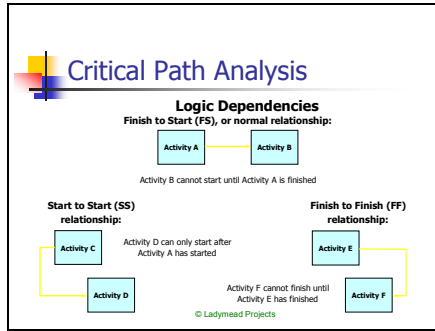 Critical Path Analysis
Logic Dependencies
Finish to Start (FS), or normal relationship:
Activity A
Activity B
Activity B cannot start until Activity A is finished
Start to Start (SS)
relationship:
Activity C
Activity D can only start after
Activity A has started
Activity D
Finish to Finish (FF)
relationship:
Activity E
Activity F cannot finish until
Activity E has finished
Activity F
© Ladymead Projects